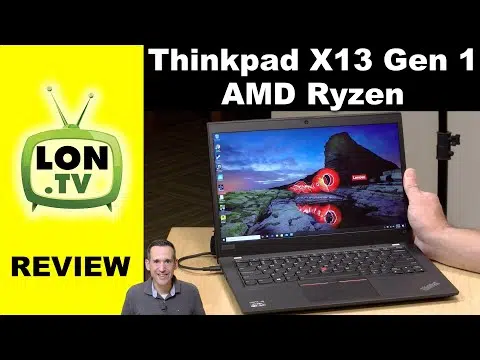 Thinkpad X13 Gen 1
AMD Ryzen
LON
.TV
REVIEW
Lenovo